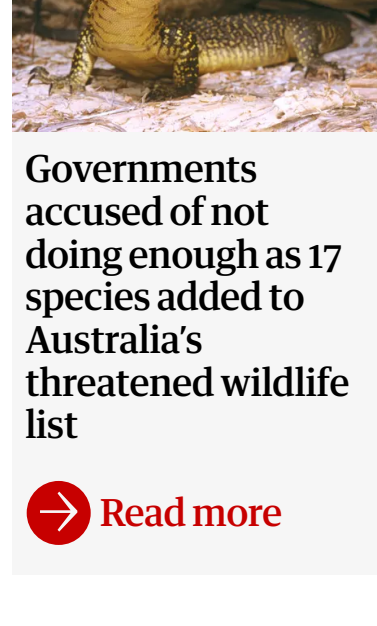 Governments
accused of not
doing enough as 17
species added to
Australia’s
threatened wildlife
list
Read more